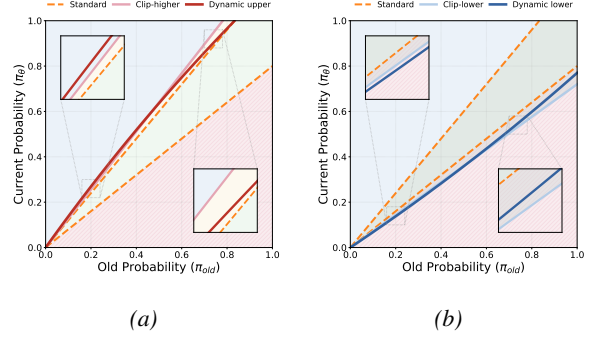 Standard Clip-higher Dynamic upper
Current Probability (πθ)
1.0
0.8
0.6
0.4
0.2
0.0
0.0 0.2 0.4 0.6 0.8 1.0
Old Probability (πold)
(a)
Standard Clip-lower Dynamic lower
Current Probability (πθ)
1.0
0.8
0.6
0.4
0.2
0.0
0.0 0.2 0.4 0.6 0.8 1.0
Old Probability (πold)
(b)